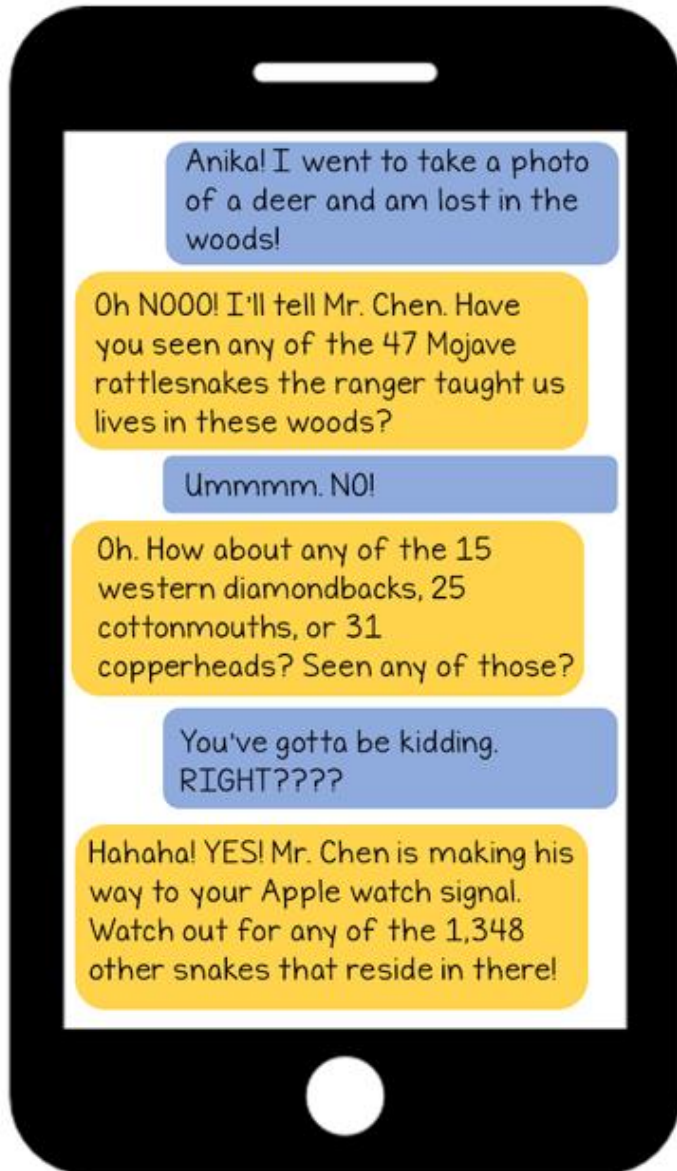 Anika! I went to take a photo
of a deer and am lost in the
woods!
Oh NOOO! I'll tell Mr. Chen. Have
you seen any of the 47 Mojave
rattlesnakes the ranger taught us
lives in these woods?
Ummmm. NO!
Oh. How about any of the 15
western diamondbacks, 25
cottonmouths, or 31
copperheads? Seen any of those?
You've gotta be kidding.
RIGHT????
Hahaha! YES! Mr. Chen is making his
way to your Apple watch signal.
Watch out for any of the 1,348
other snakes that reside in there!